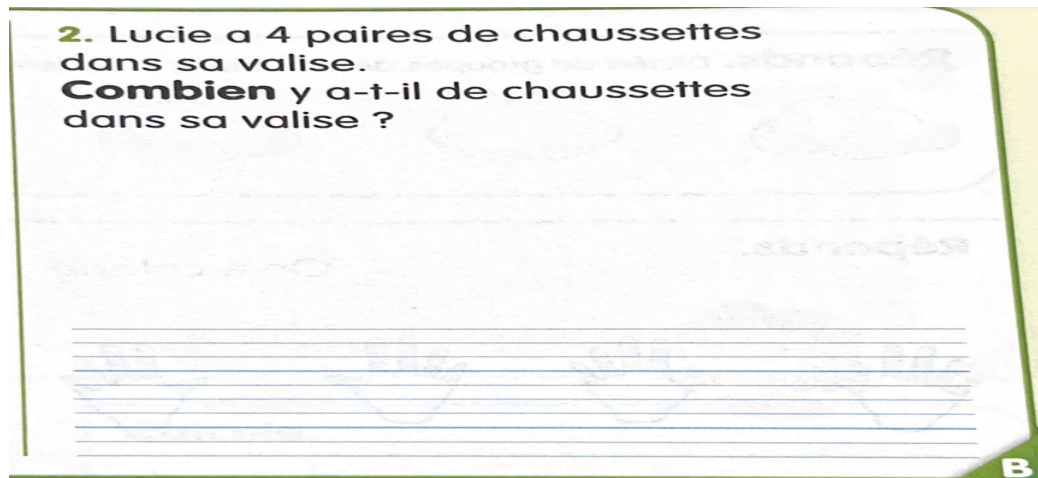 2. Lucie a 4 paires de chaussettes
dans sa valise.
Combien y a-t-il de chaussettes
dans sa valise ?
B